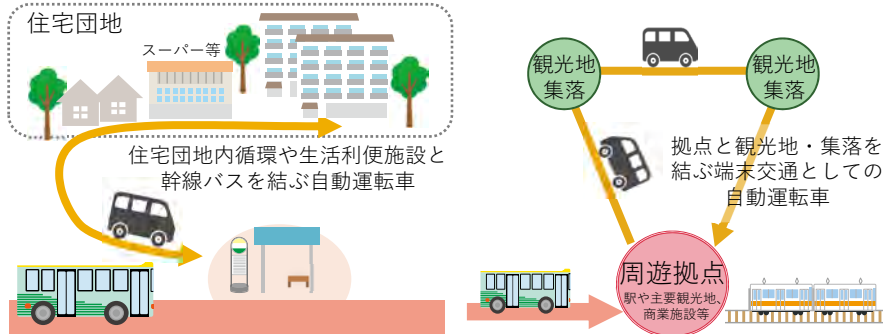 住宅団地
スーパー等
住宅団地内循環や生活利便施設と
幹線バスを結ぶ自動運転車
観光地
集落
観光地
集落
拠点と観光地・集落を
結ぶ端末交通としての
自動運転車
周遊拠点
駅や主要観光地、
商業施設等